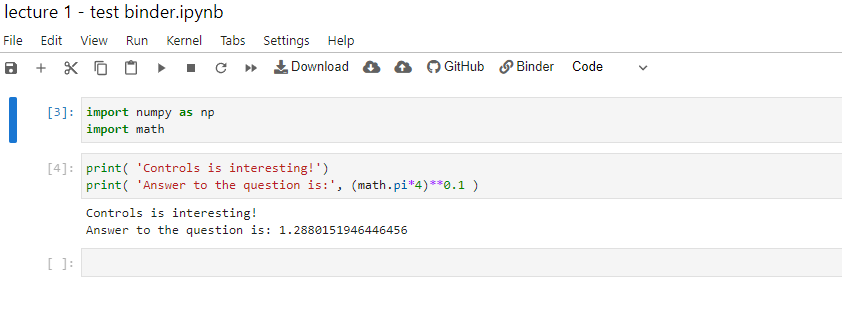 lecture 1 - test binder.ipynb
File Edit View Run Kernel Tabs Settings Help
Download GitHub Binder Code
[3]: import numpy as np
import math
[4]: print( 'Controls is interesting!')
print( 'Answer to the question is:', (math.pi*4)**0.1 )
Controls is interesting!
Answer to the question is: 1.2880151946446456
[ ]: